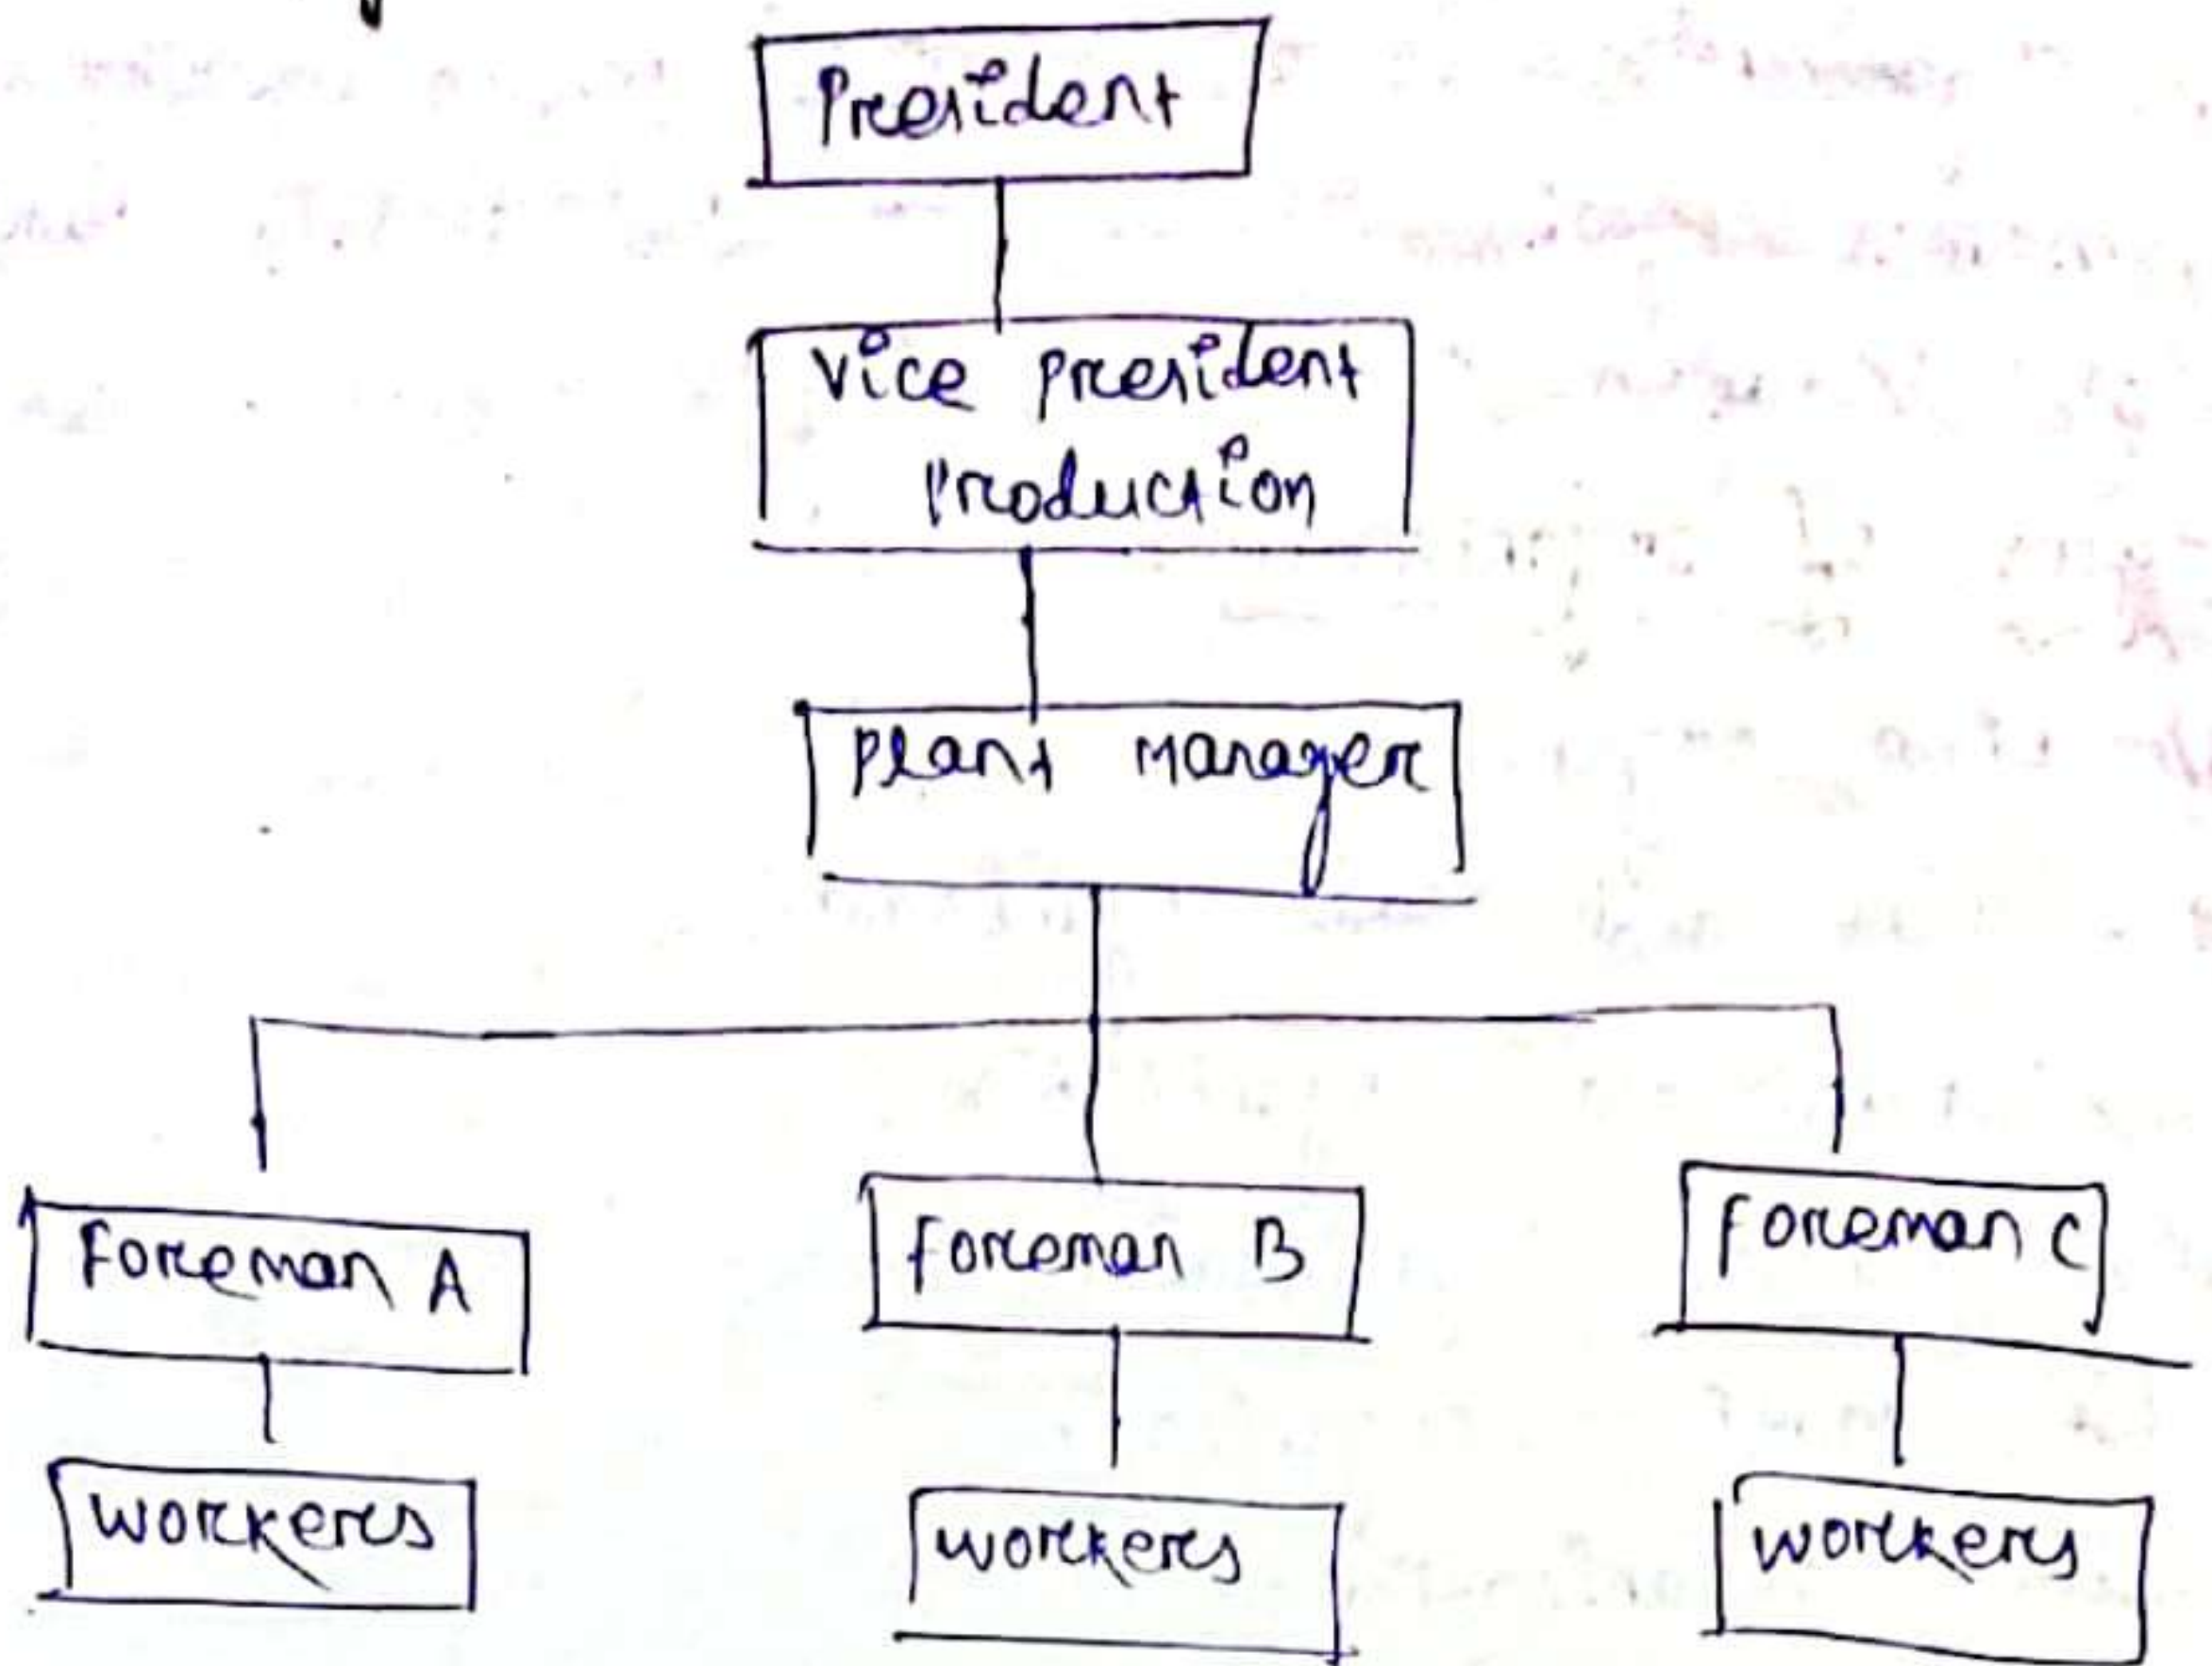 President
Vice president
production
plant Manager
Foreman A
foreman B
foreman C
workers
workers
workers